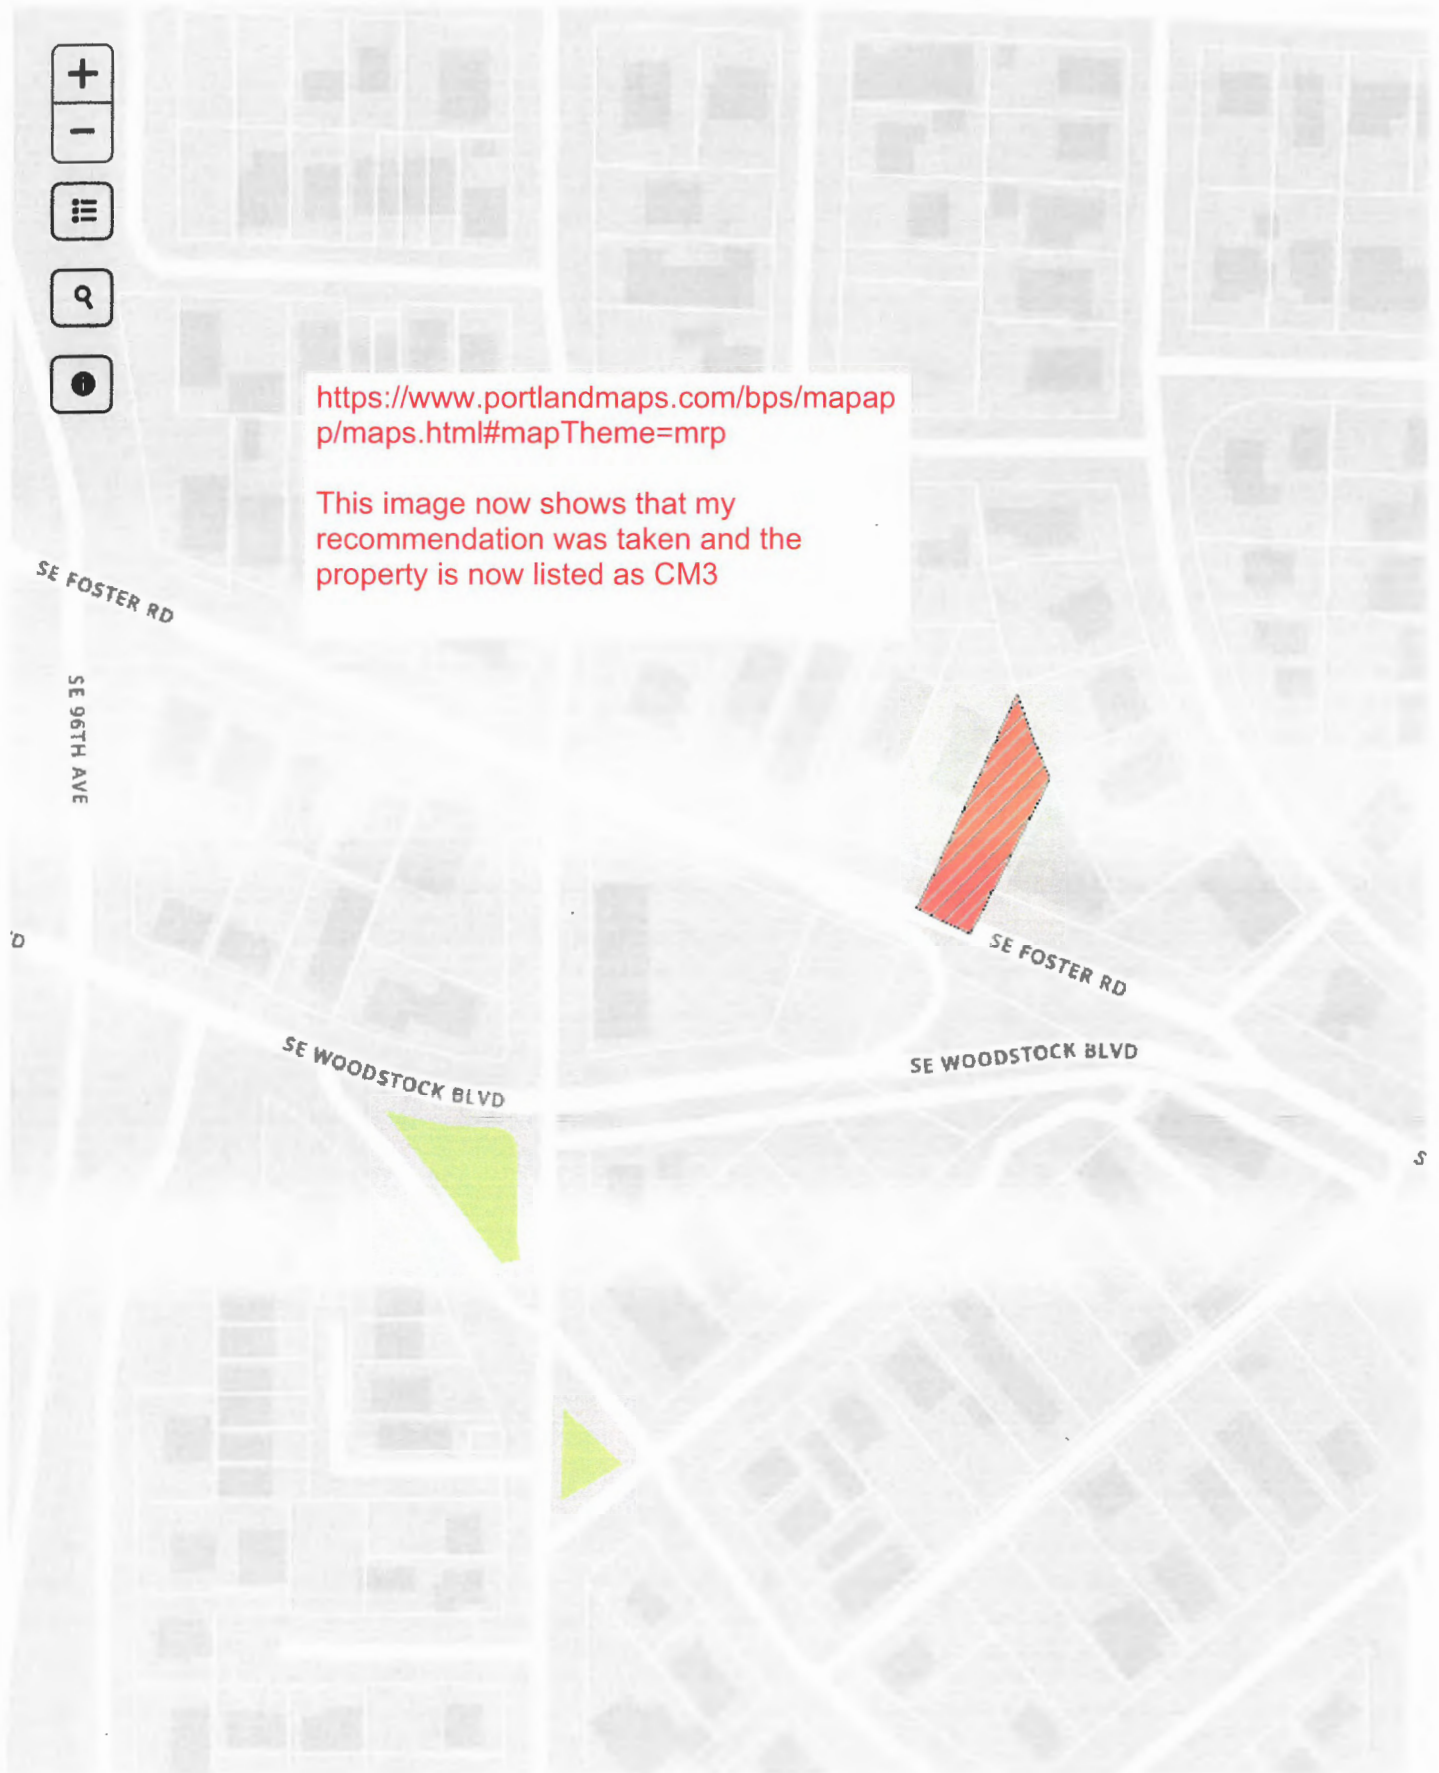 https://www.portlandmaps.com/bps/mapap
p/maps.html#mapTheme=mrp
This image now shows that my
recommendation was taken and the
property is now listed as CM3
SE FOSTER RD
SE 96TH AVE
'D
SE FOSTER RD
SE WOODSTOCK BLVD
SE WOODSTOCK BLVD
S